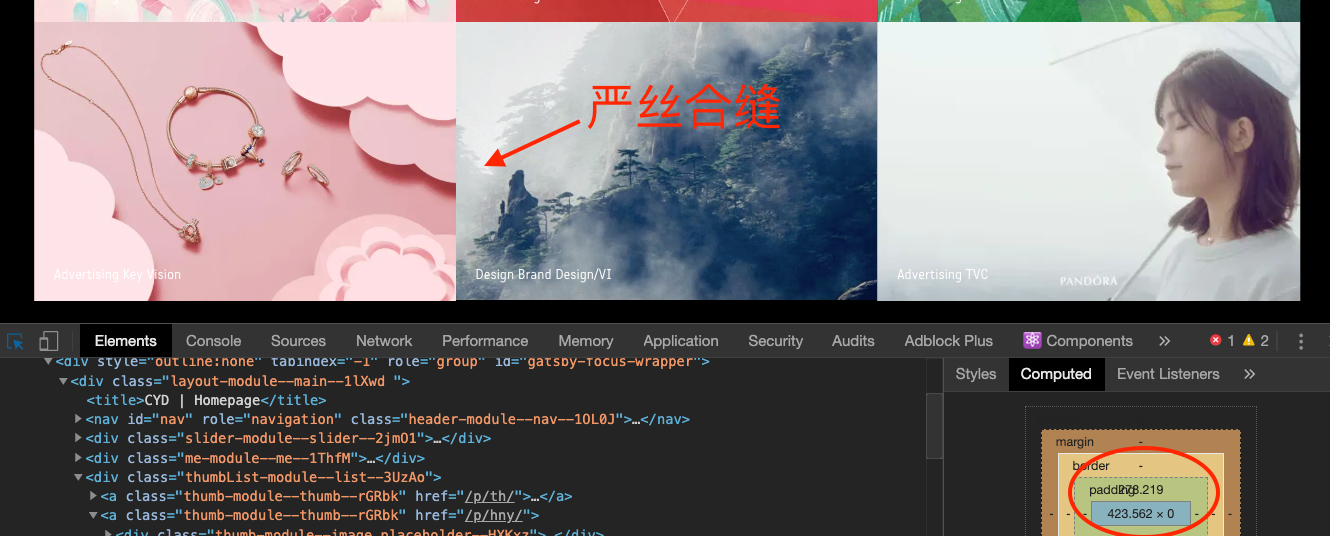 严丝合缝
Advertising Key Vision
Design Brand Design/VI
Advertising TVC
PANDÖRA
Elements Console Sources Network Performance Memory Application Security Audits Adblock Plus Components 1 2
<div style="outline:none" tabindex="-1" role="group" id="gatsby-focus-wrapper">
<div class="layout-module--main--1lXwd ">
<title>CYD | Homepage</title>
<nav id="nav" role="navigation" class="header-module--nav--1OL0J">…</nav>
<div class="slider-module--slider--2jmO1">…</div>
<div class="me-module--me--1ThfM">…</div>
<div class="thumbList-module--list--3UzAo">
<a class="thumb-module--thumb--rGRbk" href="/p/th/">…</a>
<a class="thumb-module--thumb--rGRbk" href="/p/hny/">
<div class="thumb-module--image_placeholder--HXKxz">…</div>
Styles Computed Event Listeners
margin -
border -
padding 278.219
- - - 423.562 × 0 - - -